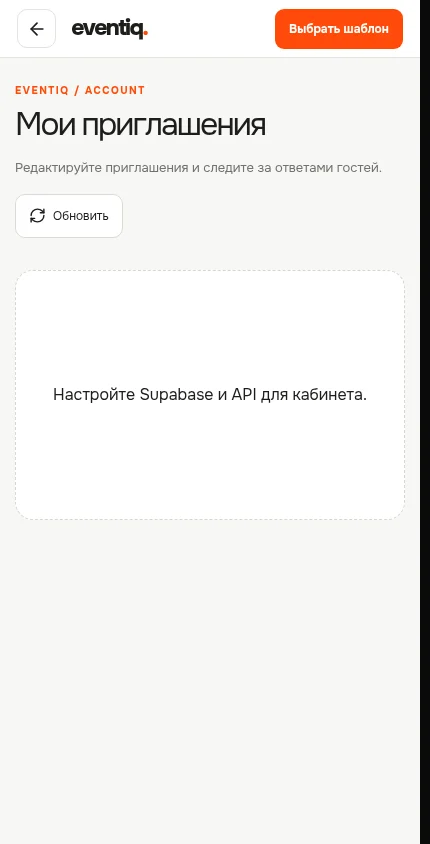 eventiq.
Выбрать шаблон
EVENTIQ / ACCOUNT
Мои приглашения
Редактируйте приглашения и следите за ответами гостей.
Обновить
Настройте Supabase и API для кабинета.